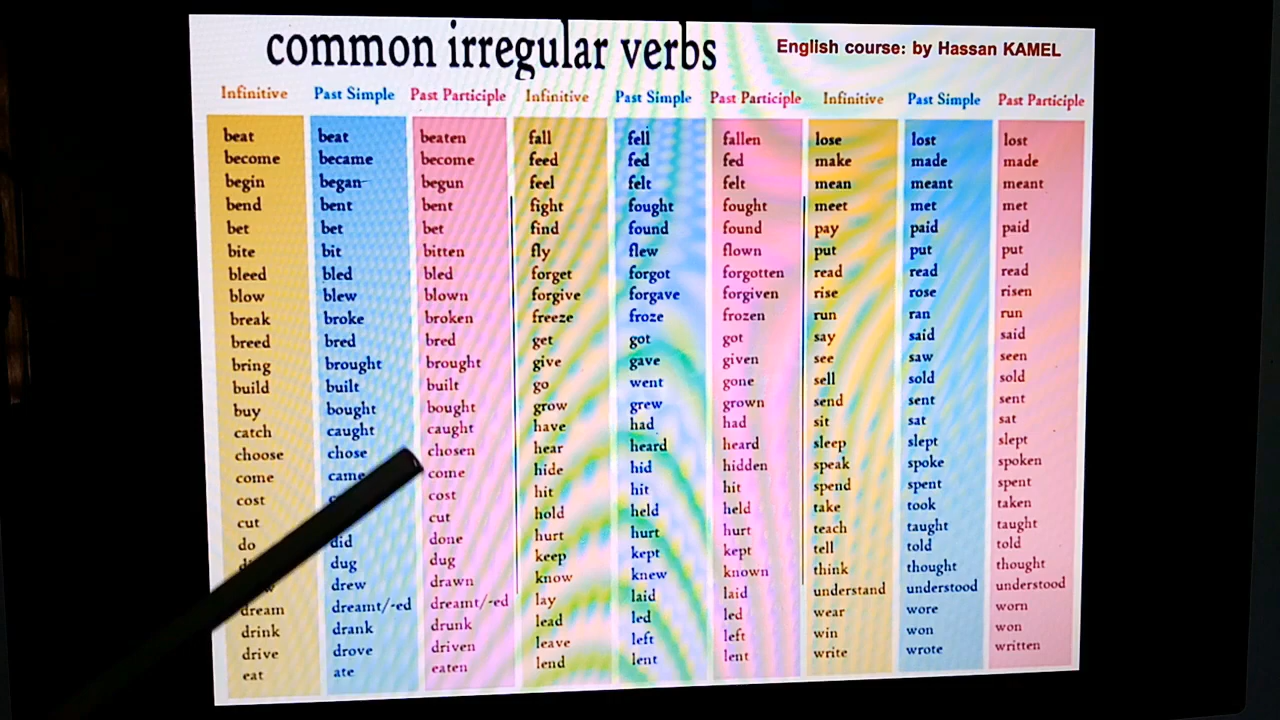 common irregular verbs
English course: by Hassan KAMEL
Infinitive Past Simple Past Participle Infinitive Past Simple Past Participle Infinitive Past Simple Past Participle
beat beat beaten fall fell fallen lose lost lost
become became become feed fed fed make made made
begin began begun feel felt felt mean meant meant
bend bent bent fight fought fought meet met met
bet bet bet find found found pay paid paid
bite bit bitten fly flew flown put put put
bleed bled bled forget forgot forgotten read read read
blow blew blown forgive forgave forgiven rise rose risen
break broke broken freeze froze frozen run ran run
breed bred bred get got got say said said
bring brought brought give gave given see saw seen
build built built go went gone sell sold sold
buy bought bought grow grew grown send sent sent
catch caught caught have had had sit sat sat
choose chose chosen hear heard heard sleep slept slept
come came come hide hid hidden speak spoke spoken
cost cost hit hit hit spend spent spent
cut cut hold held held take took taken
do did done hurt hurt hurt teach taught taught
dug dug keep kept kept tell told told
drew drawn know knew known think thought thought
dream dreamt/-ed dreamt/-ed lay laid laid understand understood understood
drink drank drunk lead led led wear wore worn
drive drove driven leave left left win won won
eat ate eaten lend lent lent write wrote written